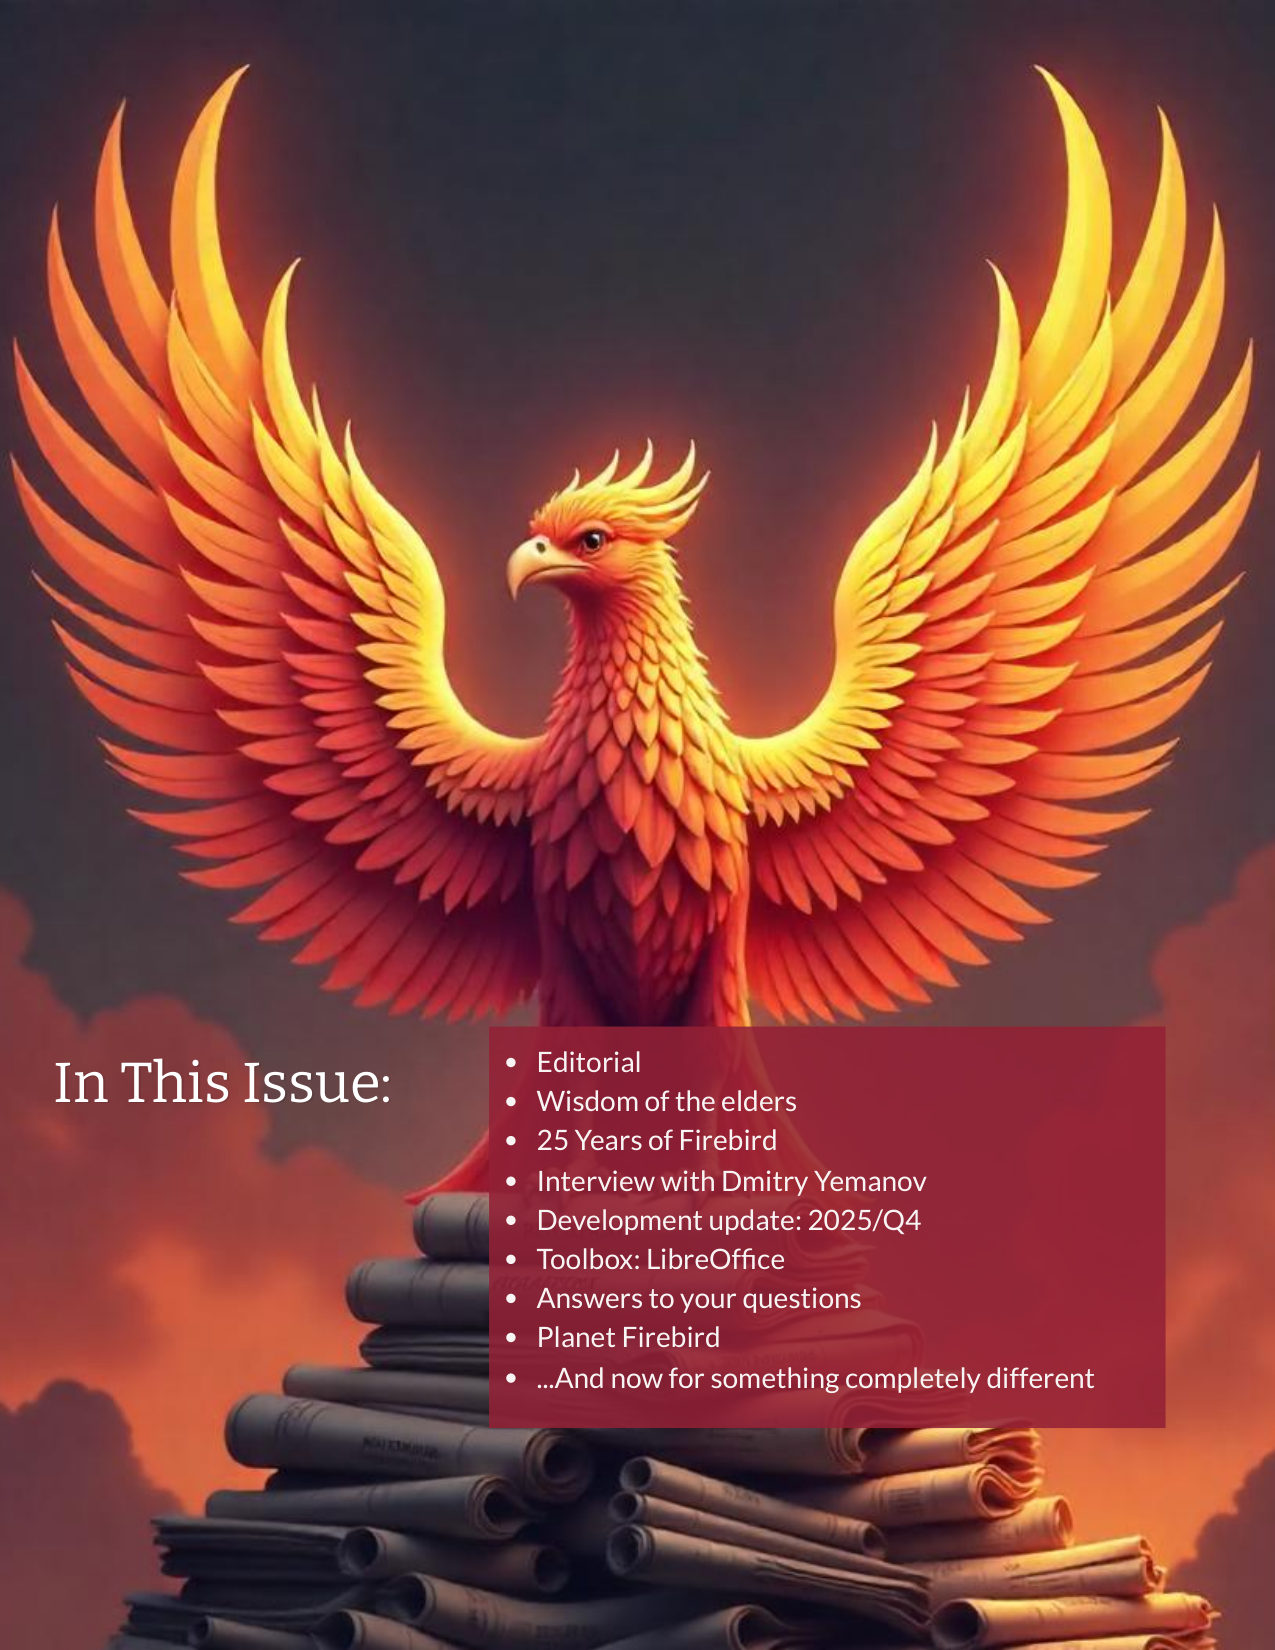 In This Issue:
• Editorial
• Wisdom of the elders
• 25 Years of Firebird
• Interview with Dmitry Yemanov
• Development update: 2025/Q4
• Toolbox: LibreOffice
• Answers to your questions
• Planet Firebird
• ...And now for something completely different